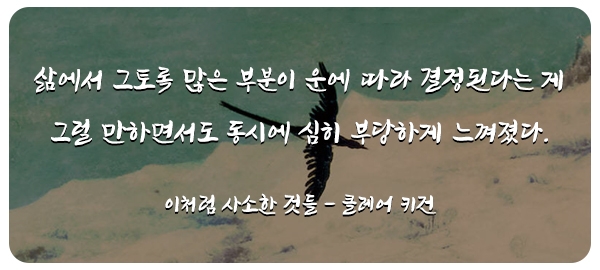 삶에서 그토록 많은 부분이 운에 따라 결정된다는 게
그럴 만하면서도 동시에 심히 부당하게 느껴졌다.
이처럼 사소한 것들 - 클레어 키건